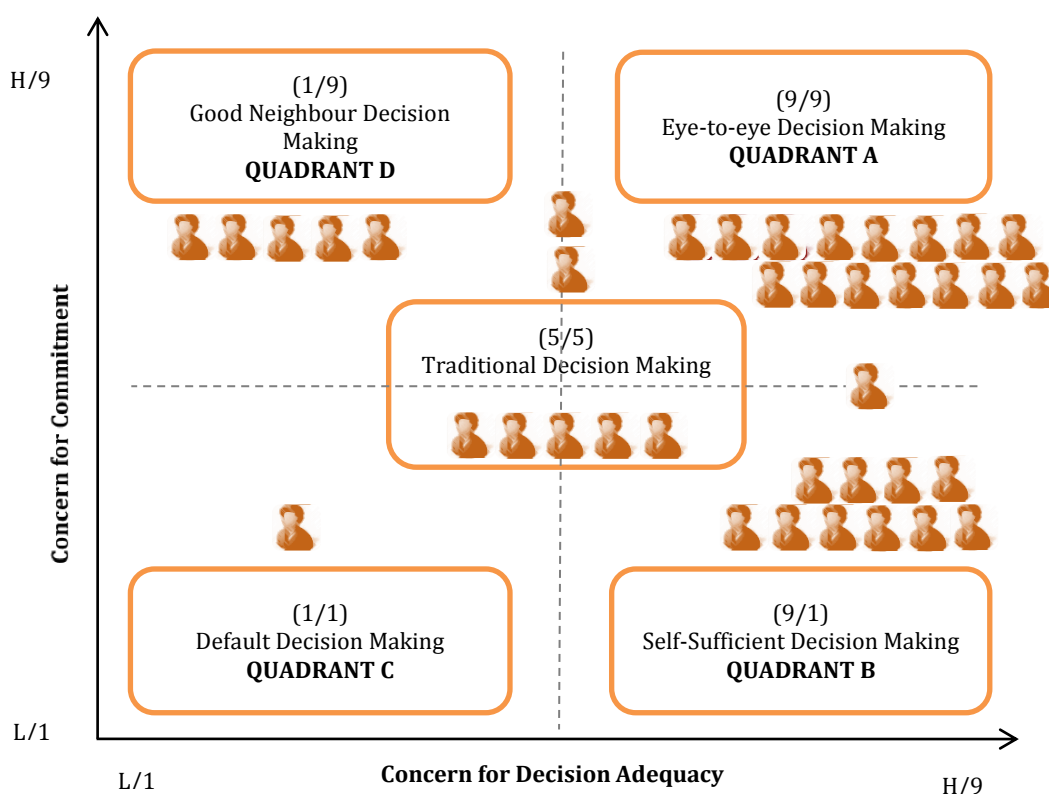 H/9
(1/9)
Good Neighbour Decision
Making
QUADRANT D
(9/9)
Eye-to-eye Decision Making
QUADRANT A
Concern for Commitment
(5/5)
Traditional Decision Making
(1/1)
Default Decision Making
QUADRANT C
(9/1)
Self-Sufficient Decision Making
QUADRANT B
L/1
L/1
Concern for Decision Adequacy
H/9